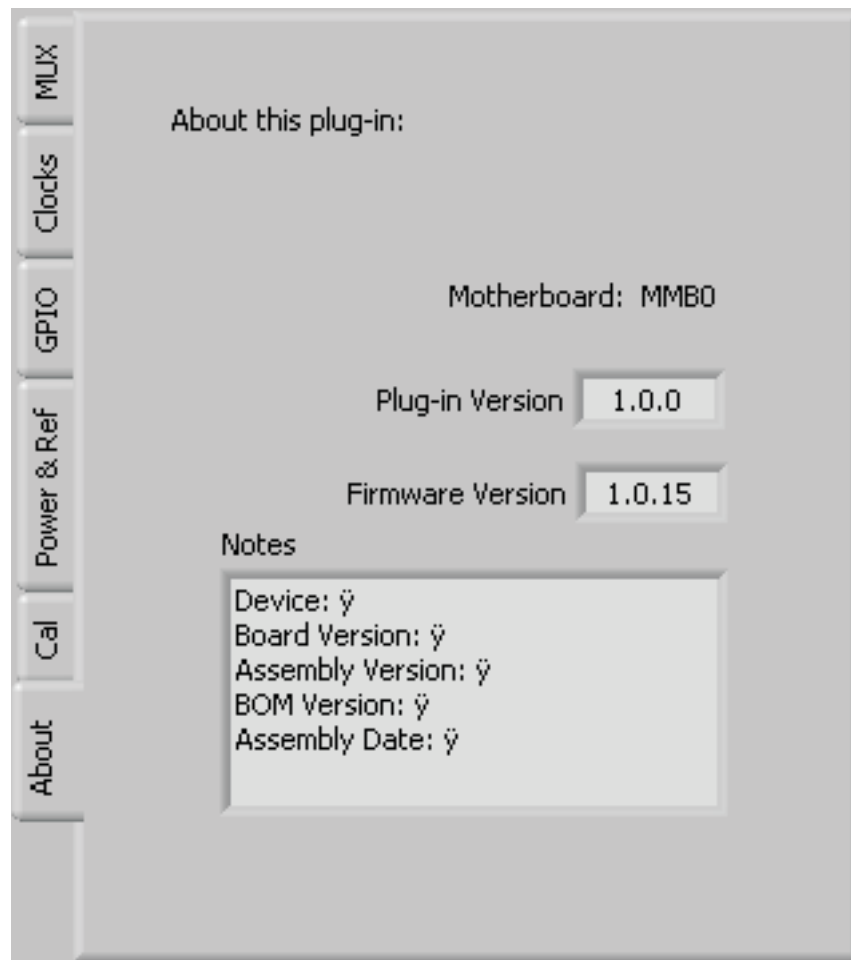 MUX
Clocks
GPIO
Power & Ref
Cal
About
About this plug-in:
Motherboard: MMB0
Plug-in Version 1.0.0
Firmware Version 1.0.15
Notes
Device: ÿ
Board Version: ÿ
Assembly Version: ÿ
BOM Version: ÿ
Assembly Date: ÿ